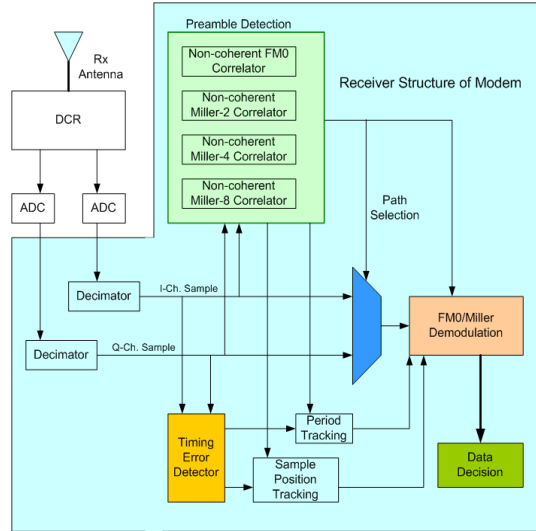 Preamble Detection
Rx
Antenna
Non-coherent FM0
Correlator
Receiver Structure of Modem
DCR
Non-coherent
Miller-2 Correlator
Non-coherent
Miller-4 Correlator
Non-coherent
Miller-8 Correlator
ADC
ADC
Path
Selection
Decimator
I-Ch. Sample
FM0/Miller
Demodulation
Decimator
Q-Ch. Sample
Timing
Error
Detector
Period
Tracking
Sample
Position
Tracking
Data
Decision